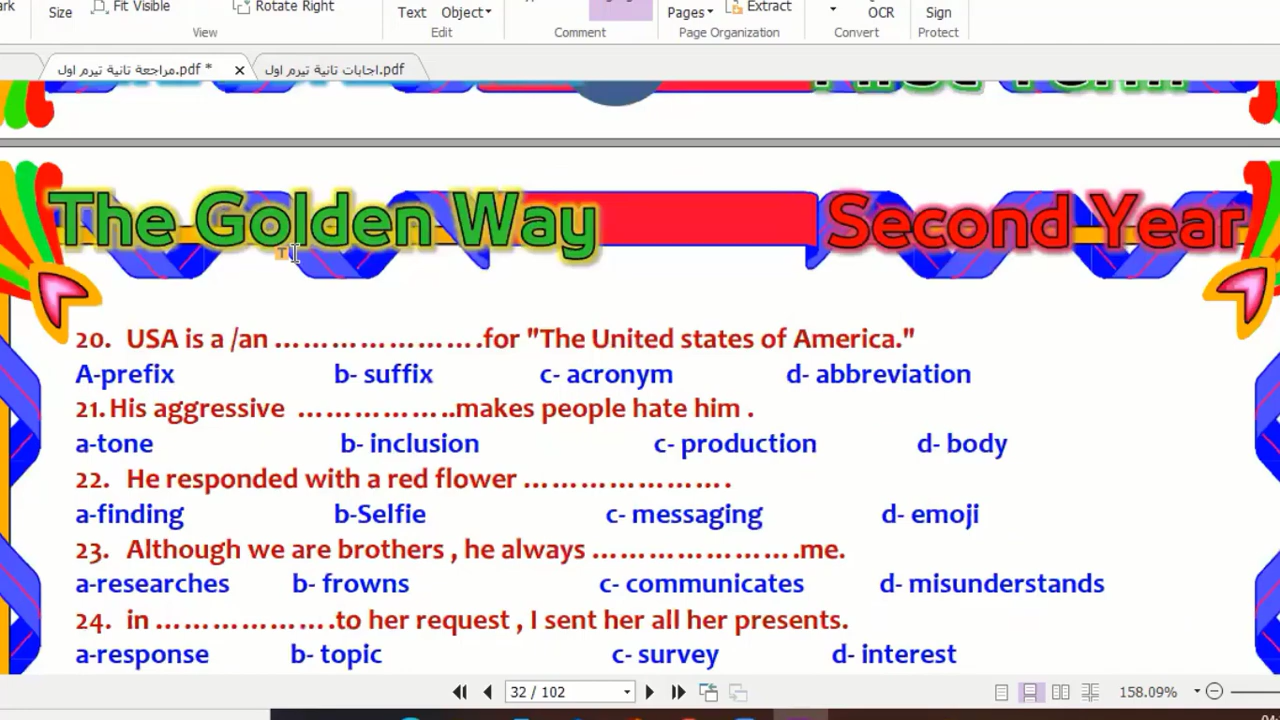 Size Fit Visible Rotate Right Text Object Pages Extract OCR Sign
View Edit Comment Page Organization Convert Protect
مراجعة تانية تيرم اول.pdf * اجابات تانية تيرم اول.pdf
The Golden Way Second Year
20. USA is a /an ………………….for "The United states of America."
A-prefix b- suffix c- acronym d- abbreviation
21. His aggressive ……………..makes people hate him .
a-tone b- inclusion c- production d- body
22. He responded with a red flower …………………. 
a-finding b-Selfie c- messaging d- emoji
23. Although we are brothers , he always ………………….me.
a-researches b- frowns c- communicates d- misunderstands
24. in ……………….to her request , I sent her all her presents.
a-response b- topic c- survey d- interest
32 / 102 158.09%